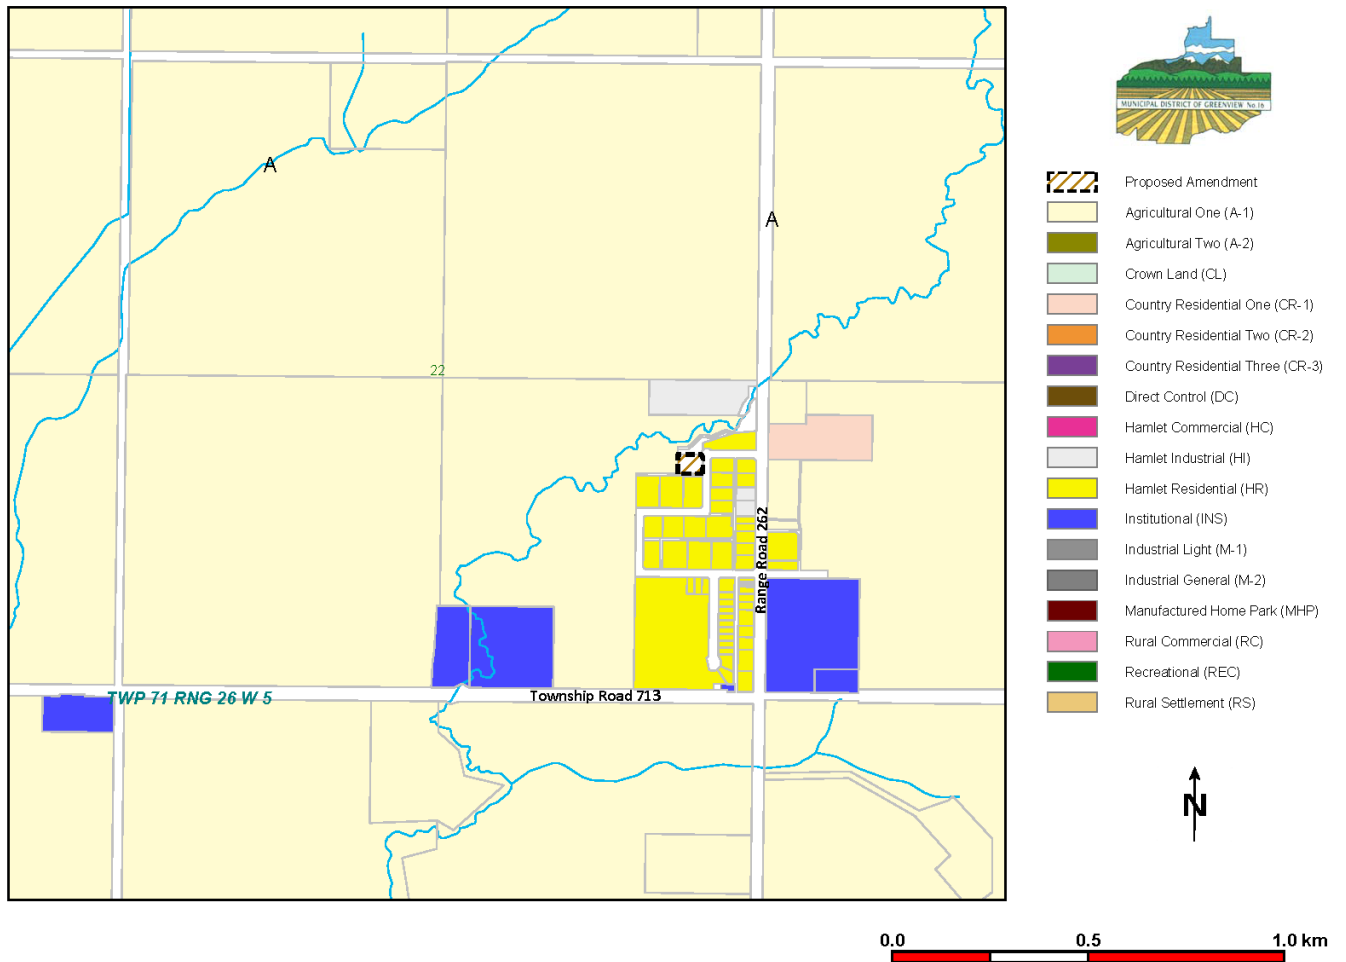 MUNICIPAL DISTRICT OF GREENVIEW No.16
Proposed Amendment
Agricultural One (A-1)
Agricultural Two (A-2)
Crown Land (CL)
Country Residential One (CR-1)
Country Residential Two (CR-2)
Country Residential Three (CR-3)
Direct Control (DC)
Hamlet Commercial (HC)
Hamlet Industrial (HI)
Hamlet Residential (HR)
Institutional (INS)
Industrial Light (M-1)
Industrial General (M-2)
Manufactured Home Park (MHP)
Rural Commercial (RC)
Recreational (REC)
Rural Settlement (RS)
A
A
22
Range Road 262
Township Road 713
TWP 71 RNG 26 W 5
N
0.0 0.5 1.0 km